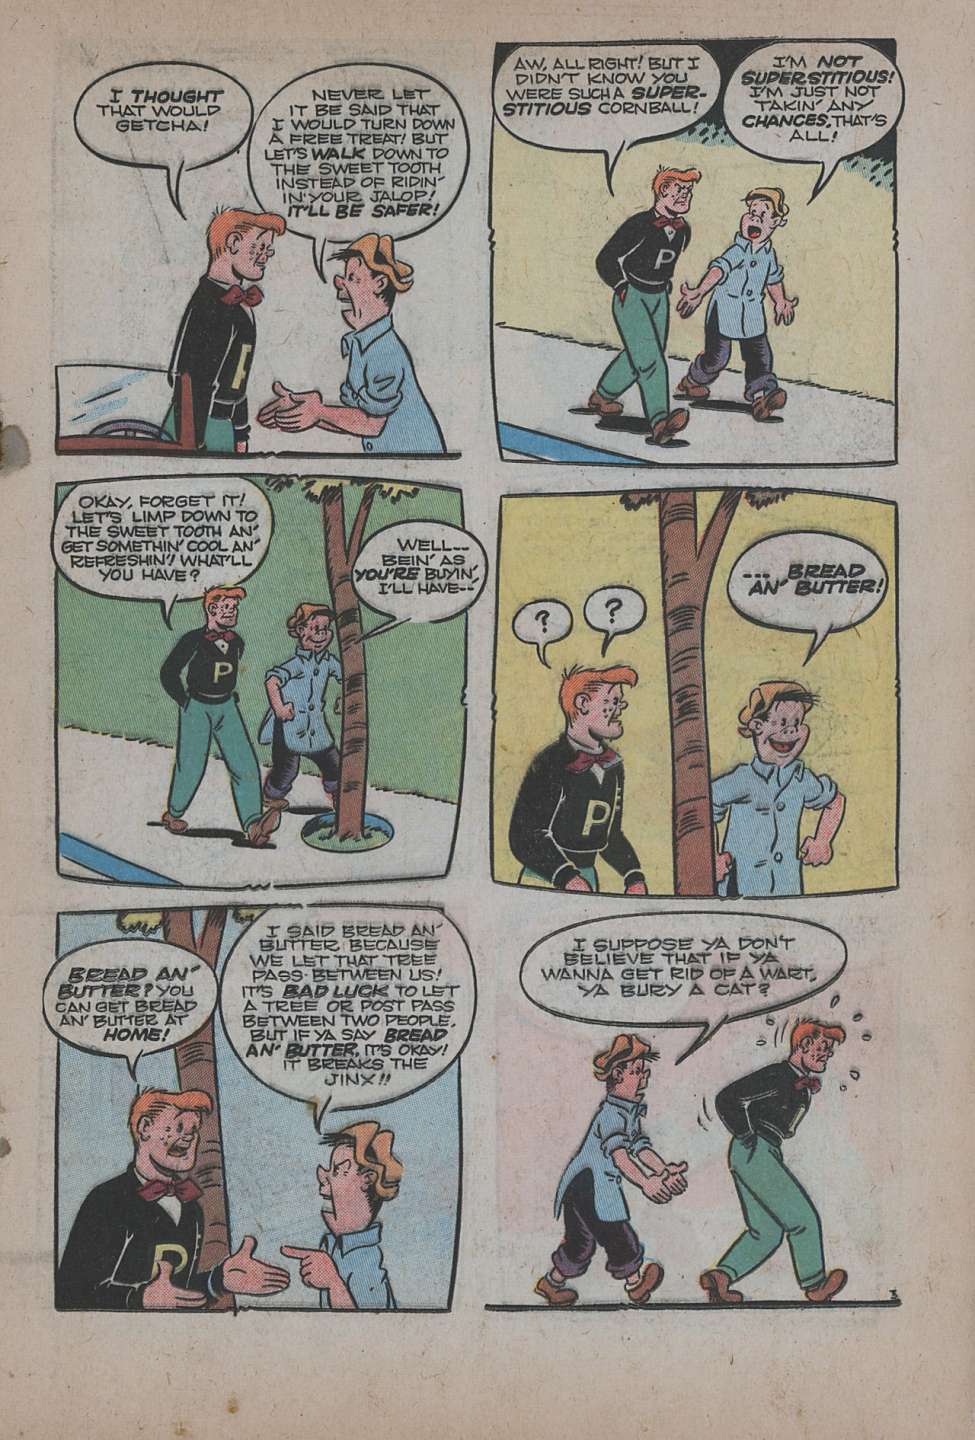 I THOUGHT
THAT WOULD
GETCHA!
NEVER LET
IT BE SAID THAT
I WOULD TURN DOWN
A FREE TREAT! BUT
LET'S WALK DOWN TO
THE SWEET TOOTH
INSTEAD OF RIDIN'
IN YOUR JALOP!
IT'LL BE SAFER!
AW, ALL RIGHT! BUT I
DIDN'T KNOW YOU
WERE SUCH A SUPER-
STITIOUS CORNBALL!
I'M NOT
SUPERSTITIOUS!
I'M JUST NOT
TAKIN' ANY
CHANCES, THAT'S
ALL!
P
P
OKAY, FORGET IT!
LET'S LIMP DOWN TO
THE SWEET TOOTH AN'
GET SOMETHIN' COOL AN'
REFRESHIN'! WHAT'LL
YOU HAVE?
WELL--
BEIN' AS
YOU'RE BUYIN',
I'LL HAVE--
P
?
?
... BREAD
AN' BUTTER!
P
BREAD AN'
BUTTER? YOU
CAN GET BREAD
AN' BUTTER AT
HOME!
I SAID BREAD AN'
BUTTER BECAUSE
WE LET THAT TREE
PASS BETWEEN US!
IT'S BAD LUCK TO LET
A TREE OR POST PASS
BETWEEN TWO PEOPLE,
BUT IF YA SAY BREAD
AN' BUTTER, IT'S OKAY!
IT BREAKS THE
JINX!!
P
I SUPPOSE YA DON'T
BELIEVE THAT IF YA
WANNA GET RID OF A WART,
YA BURY A CAT?
3